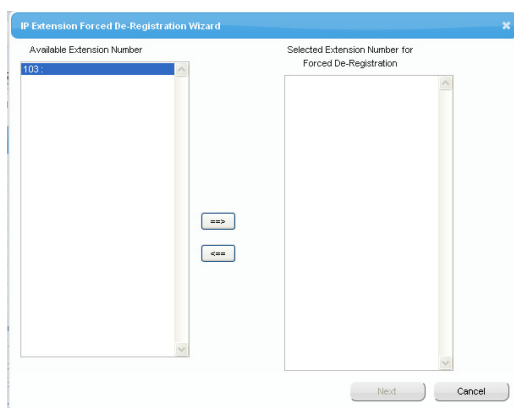 IP Extension Forced De-Registration Wizard
Available Extension Number
Selected Extension Number for
Forced De-Registration
103 :
==>
<==
Next
Cancel